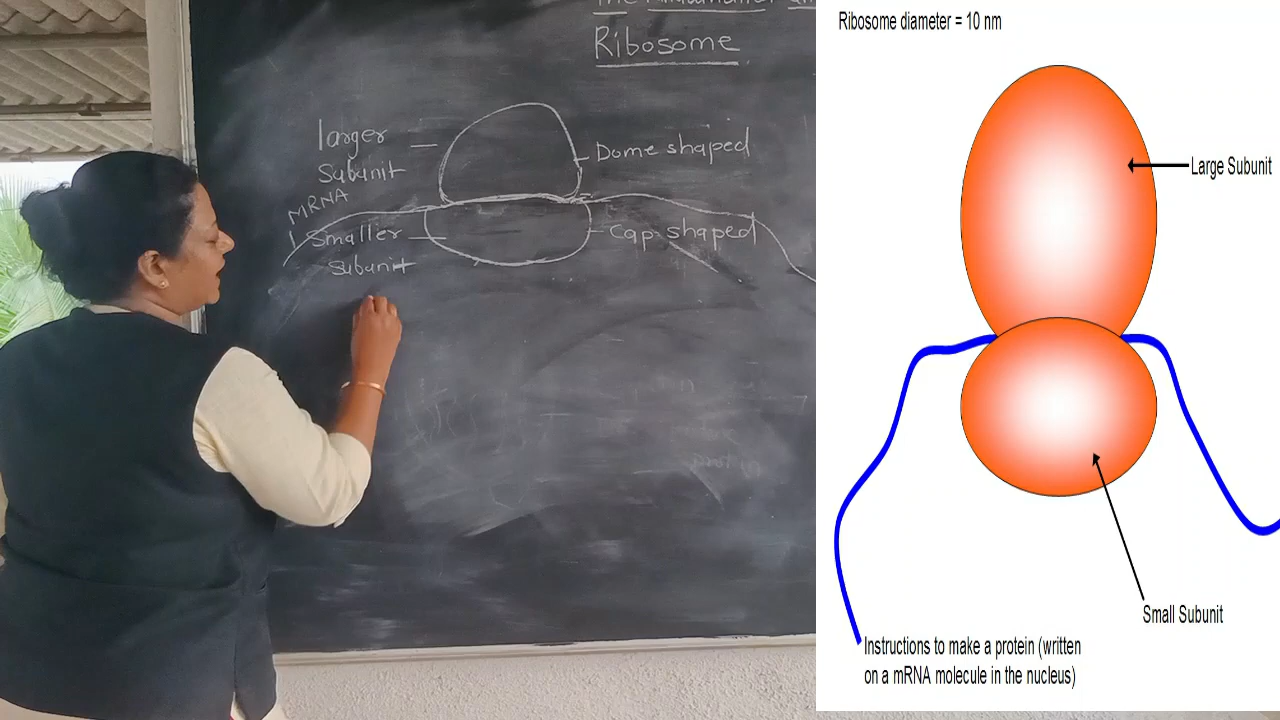 Ribosome
larger
Subunit
Dome shaped
MRNA
Smaller
Subunit
Cap shaped
Ribosome diameter = 10 nm
Large Subunit
Small Subunit
Instructions to make a protein (written
on a mRNA molecule in the nucleus)